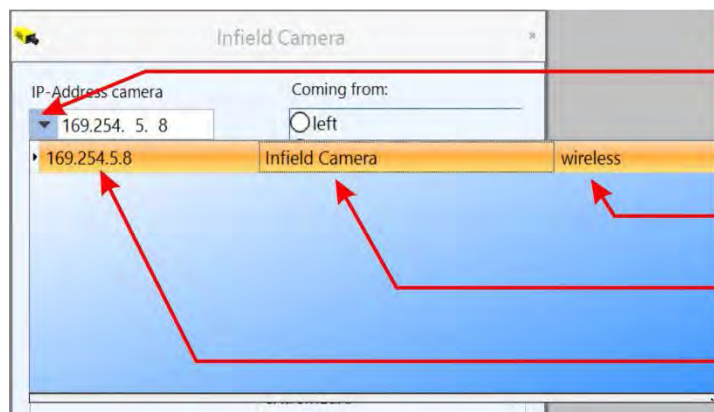 Infield Camera
IP-Address camera Coming from:
169.254. 5. 8 left
169.254.5.8 Infield Camera wireless